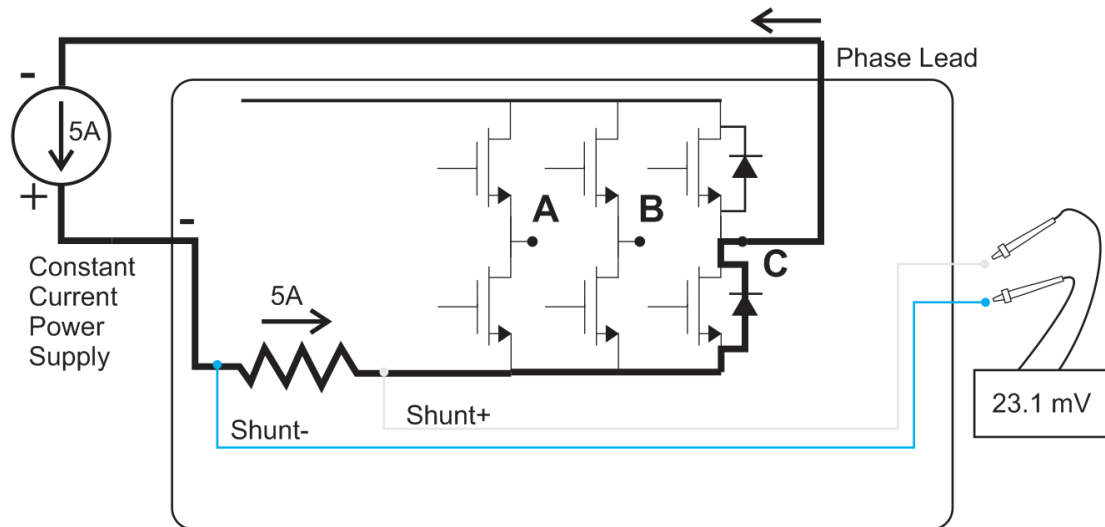 Phase Lead
-
5A
+
-
A
B
C
Constant
Current
Power
Supply
5A
23.1 mV
Shunt+
Shunt-